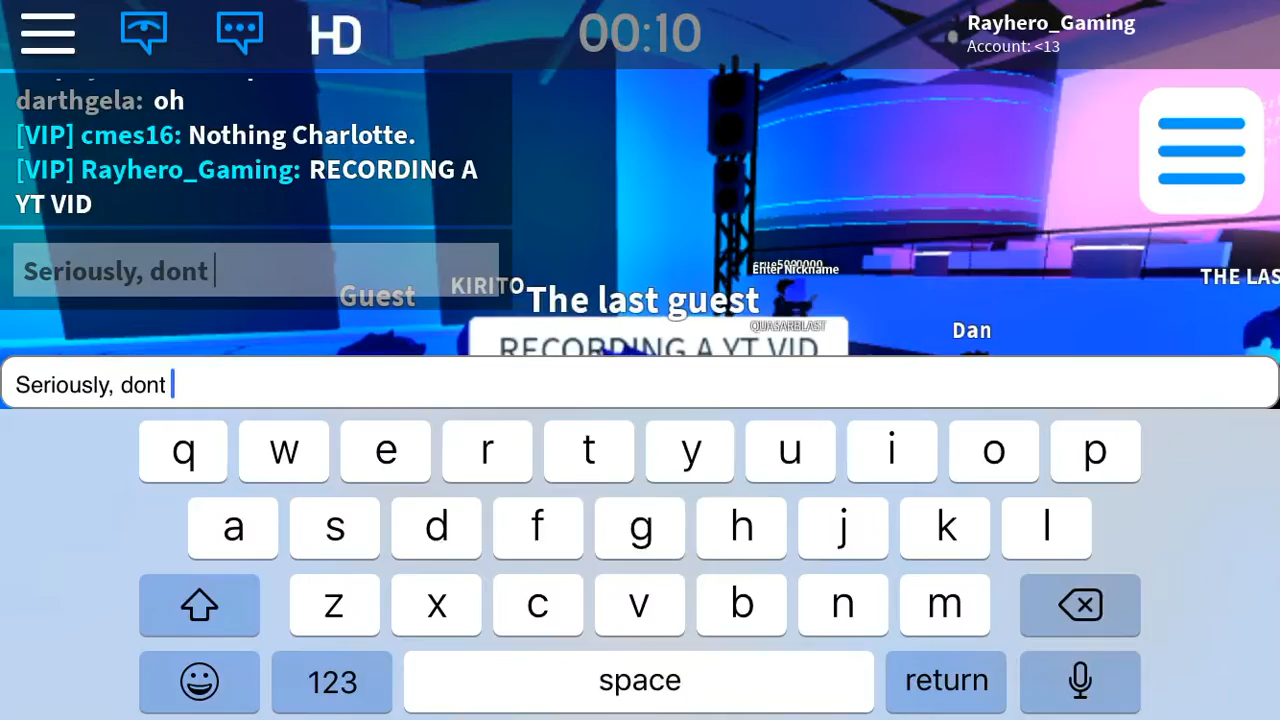 HD
00:10
Rayhero_Gaming
Account: <13
darthgela: oh
[VIP] cmes16: Nothing Charlotte.
[VIP] Rayhero_Gaming: RECORDING A
YT VID
Seriously, dont
Guest
KIRITO
The last guest
Enter Nickname
THE LAS
QUASARBLAST
Dan
RECORDING A YT VID
Seriously, dont
q w e r t y u i o p
a s d f g h j k l
z x c v b n m
123 space return